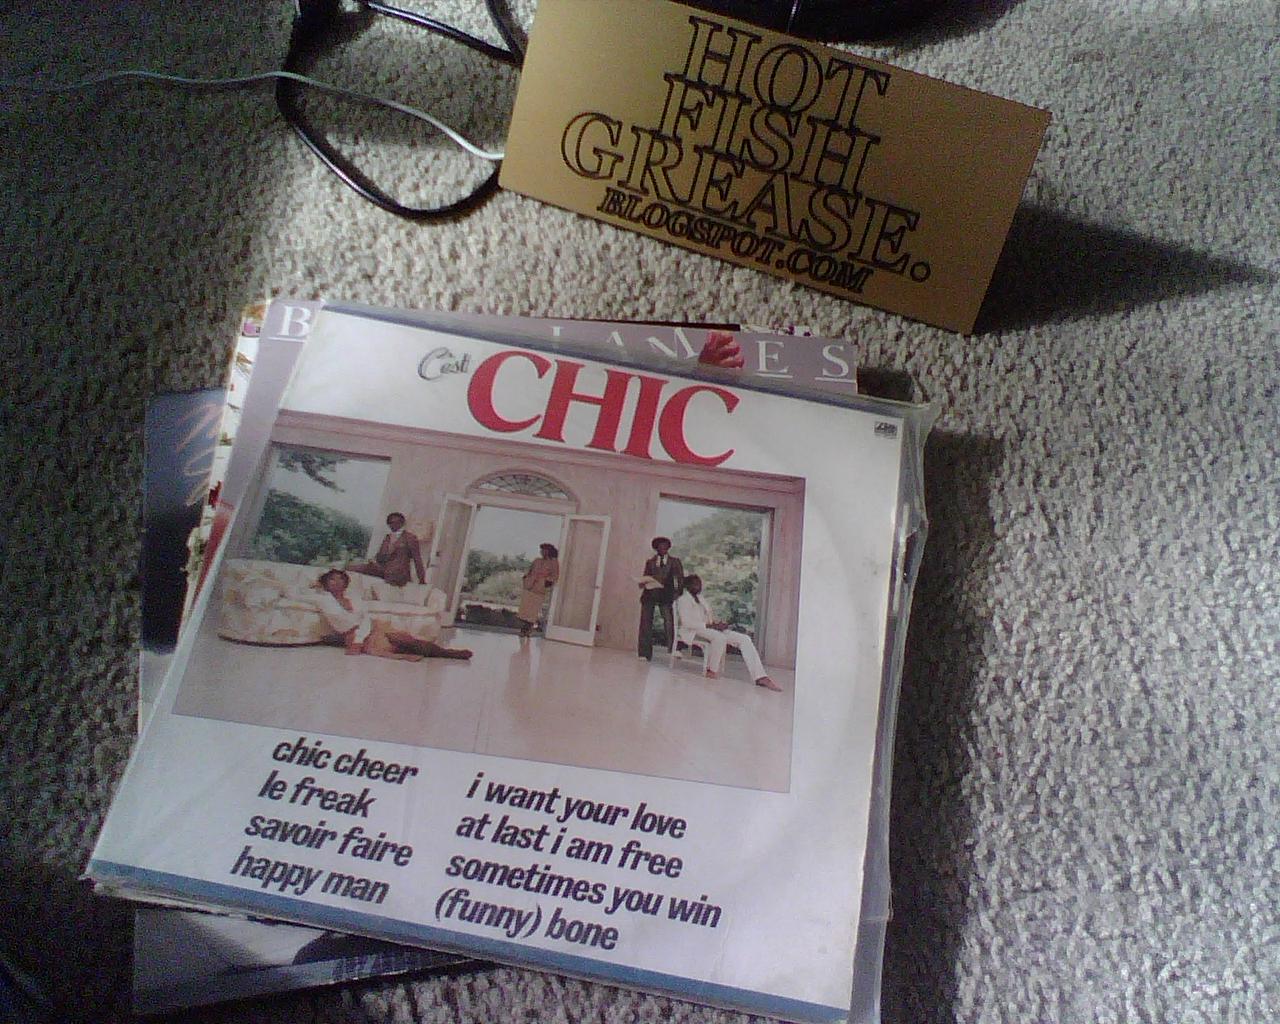 HOT
FISH
GREASE.
BLOGSPOT.COM
C'est
CHIC
chic cheer
le freak
savoir faire
happy man
i want your love
at last i am free
sometimes you win
(funny) bone